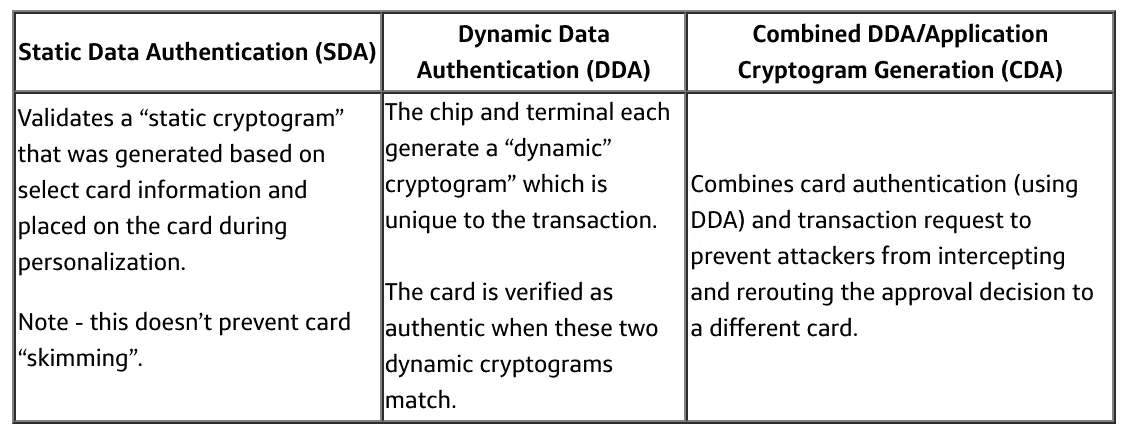 Static Data Authentication (SDA)
Dynamic Data
Authentication (DDA)
Combined DDA/Application
Cryptogram Generation (CDA)
Validates a “static cryptogram”
that was generated based on
select card information and
placed on the card during
personalization.
Note - this doesn’t prevent card
“skimming”.
The chip and terminal each
generate a “dynamic”
cryptogram” which is
unique to the transaction.
The card is verified as
authentic when these two
dynamic cryptograms
match.
Combines card authentication (using
DDA) and transaction request to
prevent attackers from intercepting
and rerouting the approval decision to
a different card.